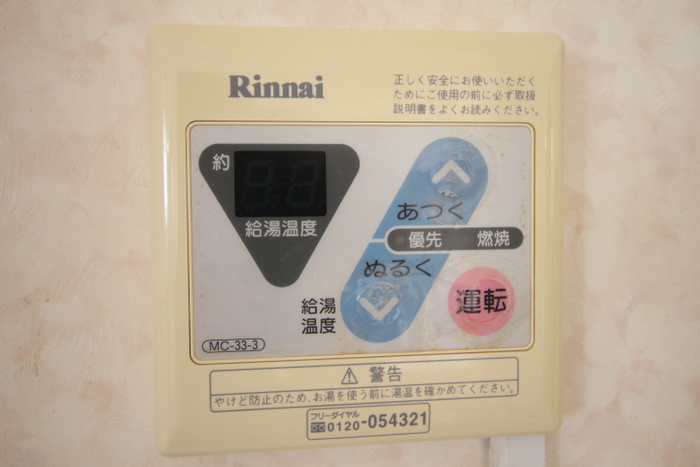 Rinnai
正しく安全にお使いいただく
ためにご使用の前に必ず取扱
説明書をよくお読みください。
約
給湯温度
あつく
優先 燃焼
ぬるく
給湯
温度
運転
MC-33-3
⚠ 警告
やけど防止のため、お湯を使う前に湯温を確かめてください。
フリーダイヤル
0120-054321